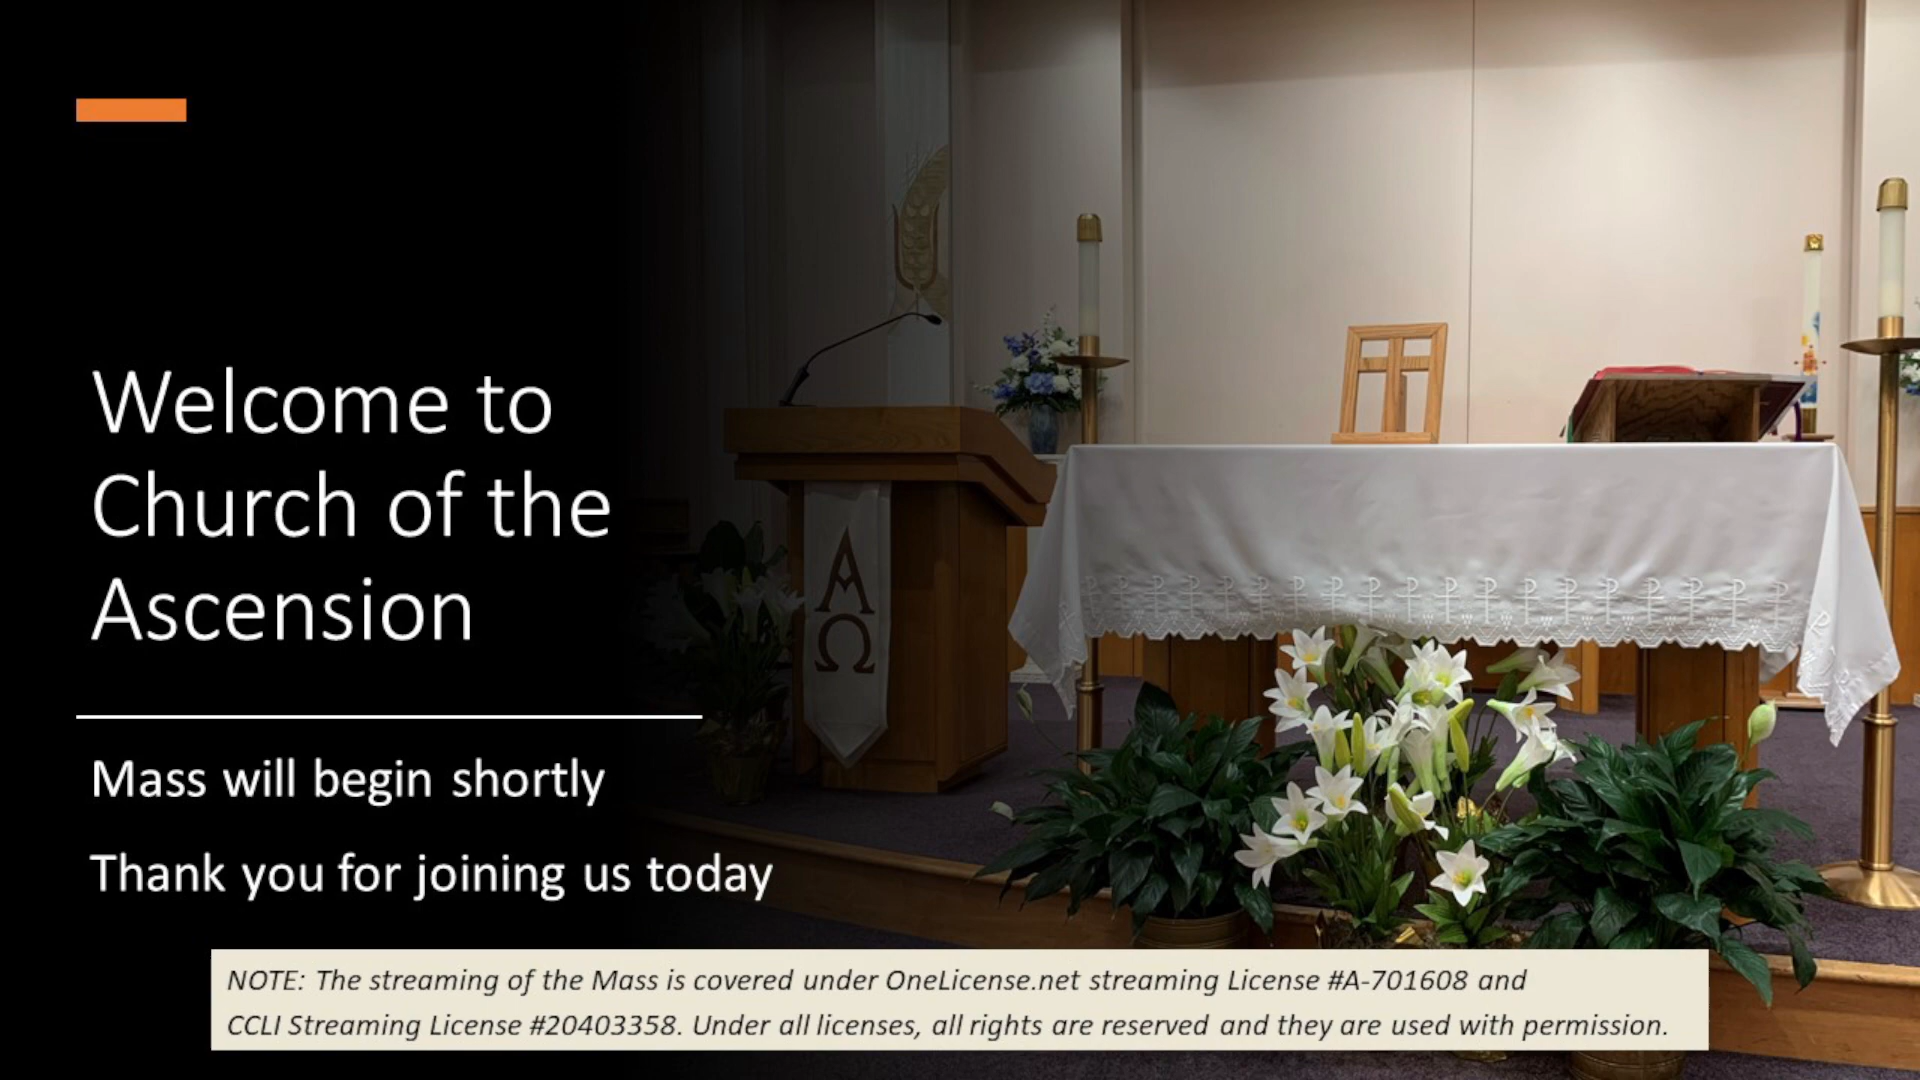 Welcome to
Church of the
Ascension
Mass will begin shortly
Thank you for joining us today
ΑΩ
NOTE: The streaming of the Mass is covered under OneLicense.net streaming License #A-701608 and
CCLI Streaming License #20403358. Under all licenses, all rights are reserved and they are used with permission.